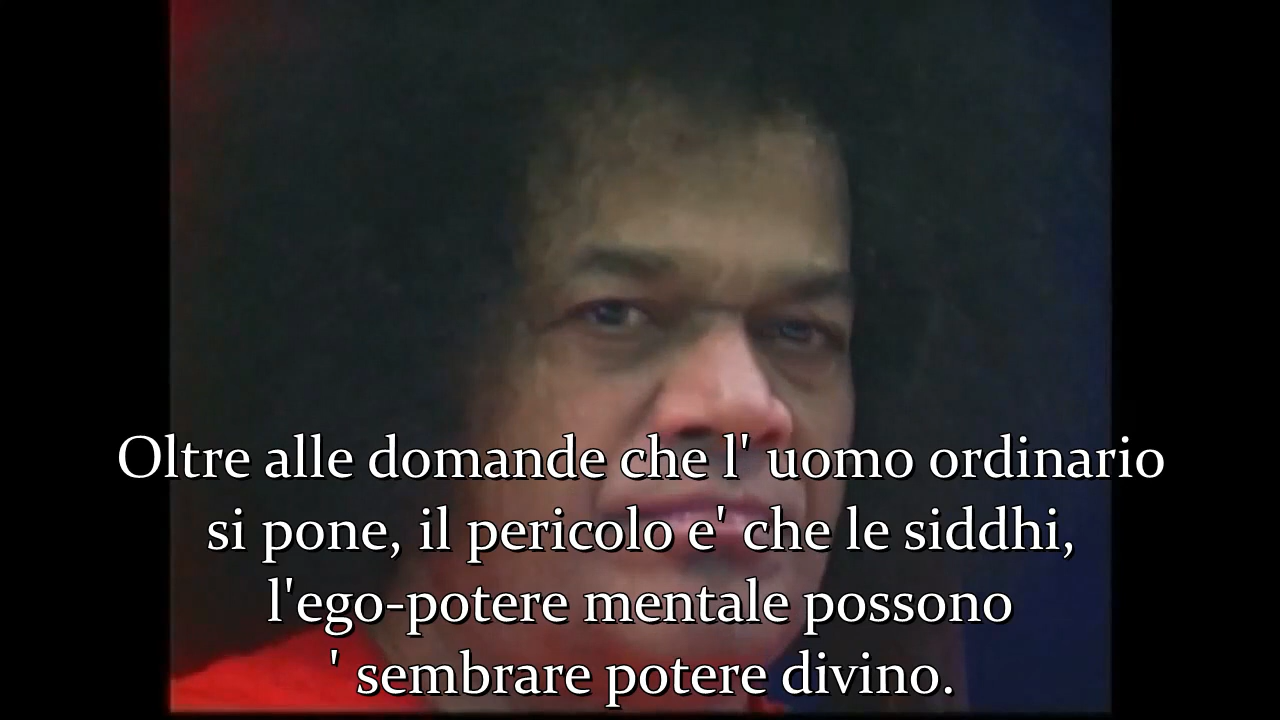 Oltre alle domande che l' uomo ordinario
si pone, il pericolo e' che le siddhi,
l'ego-potere mentale possono
' sembrare potere divino.